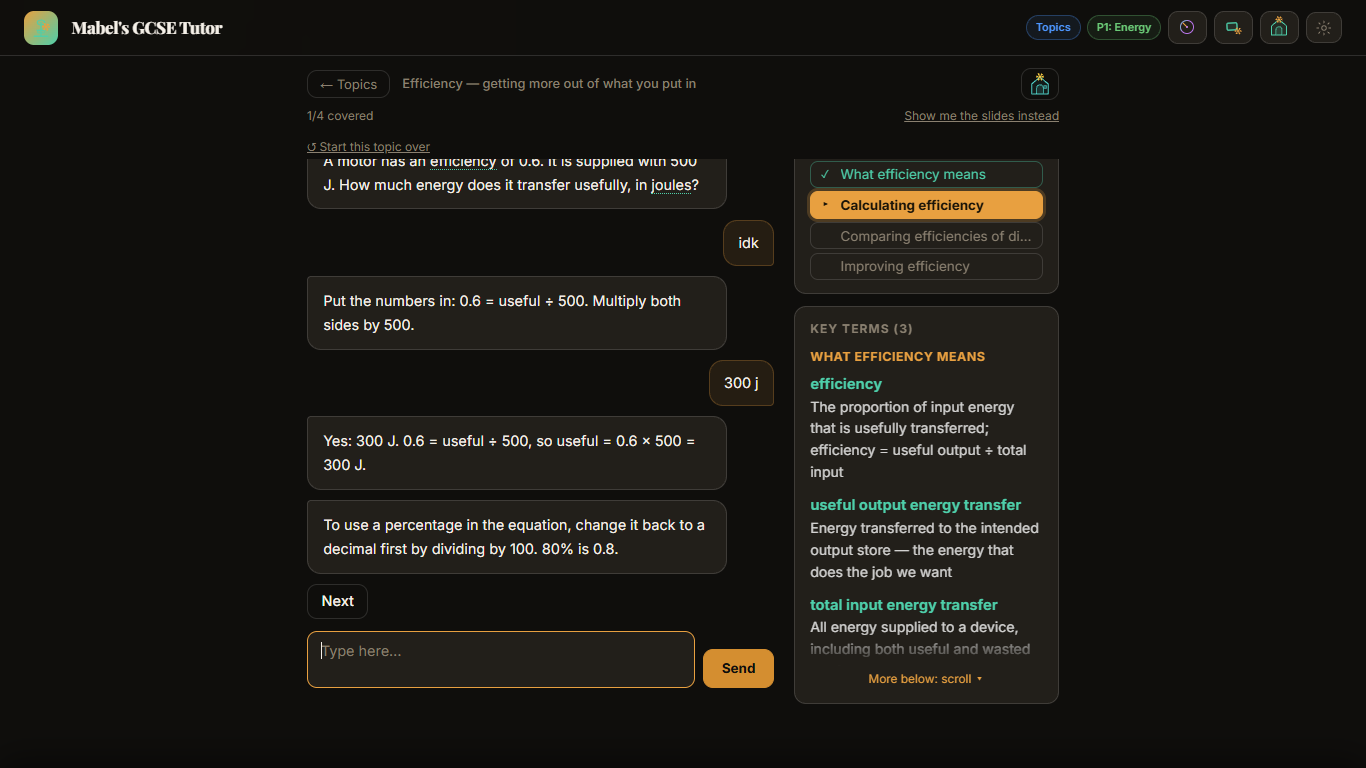 Mabel's GCSE Tutor
Topics
P1: Energy
← Topics
Efficiency — getting more out of what you put in
1/4 covered
Show me the slides instead
↺ Start this topic over
A motor has an efficiency of 0.6. It is supplied with 500
J. How much energy does it transfer usefully, in joules?
idk
Put the numbers in: 0.6 = useful ÷ 500. Multiply both
sides by 500.
300 j
Yes: 300 J. 0.6 = useful ÷ 500, so useful = 0.6 × 500 =
300 J.
To use a percentage in the equation, change it back to a
decimal first by dividing by 100. 80% is 0.8.
Next
Type here...
Send
✓ What efficiency means
▸ Calculating efficiency
Comparing efficiencies of di...
Improving efficiency
KEY TERMS (3)
WHAT EFFICIENCY MEANS
efficiency
The proportion of input energy
that is usefully transferred;
efficiency = useful output ÷ total
input
useful output energy transfer
Energy transferred to the intended
output store — the energy that
does the job we want
total input energy transfer
All energy supplied to a device,
including both useful and wasted
More below: scroll ▾